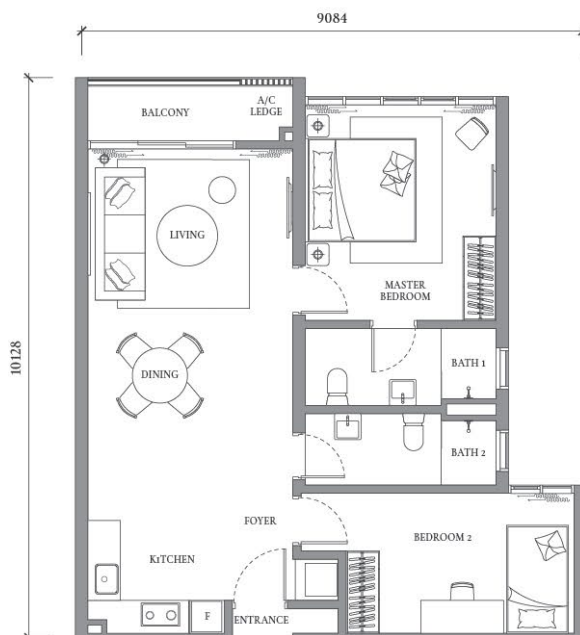 9084
10128
BALCONY
A/C
LEDGE
LIVING
MASTER
BEDROOM
DINING
BATH 1
BATH 2
FOYER
BEDROOM 2
KITCHEN
F
ENTRANCE